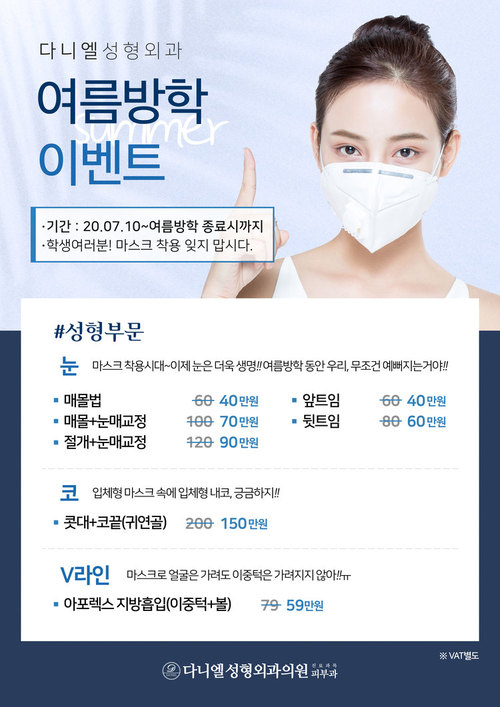 다니엘성형외과
여름방학
summer
이벤트
·기간 : 20.07.10~여름방학 종료시까지
·학생여러분! 마스크 착용 잊지 맙시다.
#성형부문
눈 마스크 착용시대~이제 눈은 더욱 생명!! 여름방학 동안 우리, 무조건 예뻐지는거야!!
▪ 매몰법 60 40만원 ▪ 앞트임 60 40만원
▪ 매몰+눈매교정 100 70만원 ▪ 뒷트임 80 60만원
▪ 절개+눈매교정 120 90만원
코 입체형 마스크 속에 입체형 내코, 긍금하지!!
▪ 콧대+코끝(귀연골) 200 150만원
V라인 마스크로 얼굴은 가려도 이중턱은 가려지지 않아!!ㅠ
▪ 아포렉스 지방흡입(이중턱+볼) 79 59만원
※ VAT별도
다니엘성형외과의원 진료과목 피부과